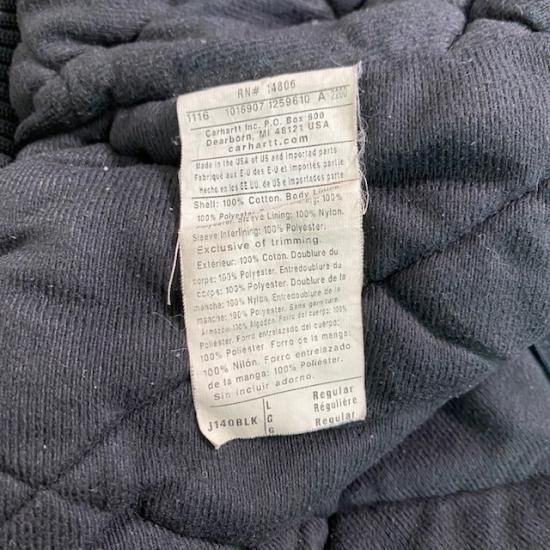 RN# 14806
1116 1016907 1259610 A 2200
Carhartt Inc. P.O. Box 600
Dearborn, MI 48121 USA
carhartt.com
Made in the USA of US and imported parts
Fabriqué aux E-U des E-U et importés
Hecho en los EE.UU. de US e importados parte
Shell: 100% Cotton. Body Lining:
100% Polyester. Sleeve Lining: 100% Nylon.
Sleeve Interlining: 100% Polyester.
Exclusive of trimming.
Extérieur: 100% Coton. Doublure du
corps: 100% Polyester. Entredoublure du
corps: 100% Polyester. Doublure de la
manche: 100% Nylon. Entredoublure de la
manche: 100% Polyester. Sans garniture
Armazón: 100% Algodón. Forro del cuerpo:
100% Poliester. Forro entrelazado del cuerpo:
100% Poliéster. Forro de la manga:
100% Nilón. Forro entrelazado
de la manga: 100% Poliéster.
Sin incluir adorno.
J140BLK
L Regular
G Régulière
G Regular